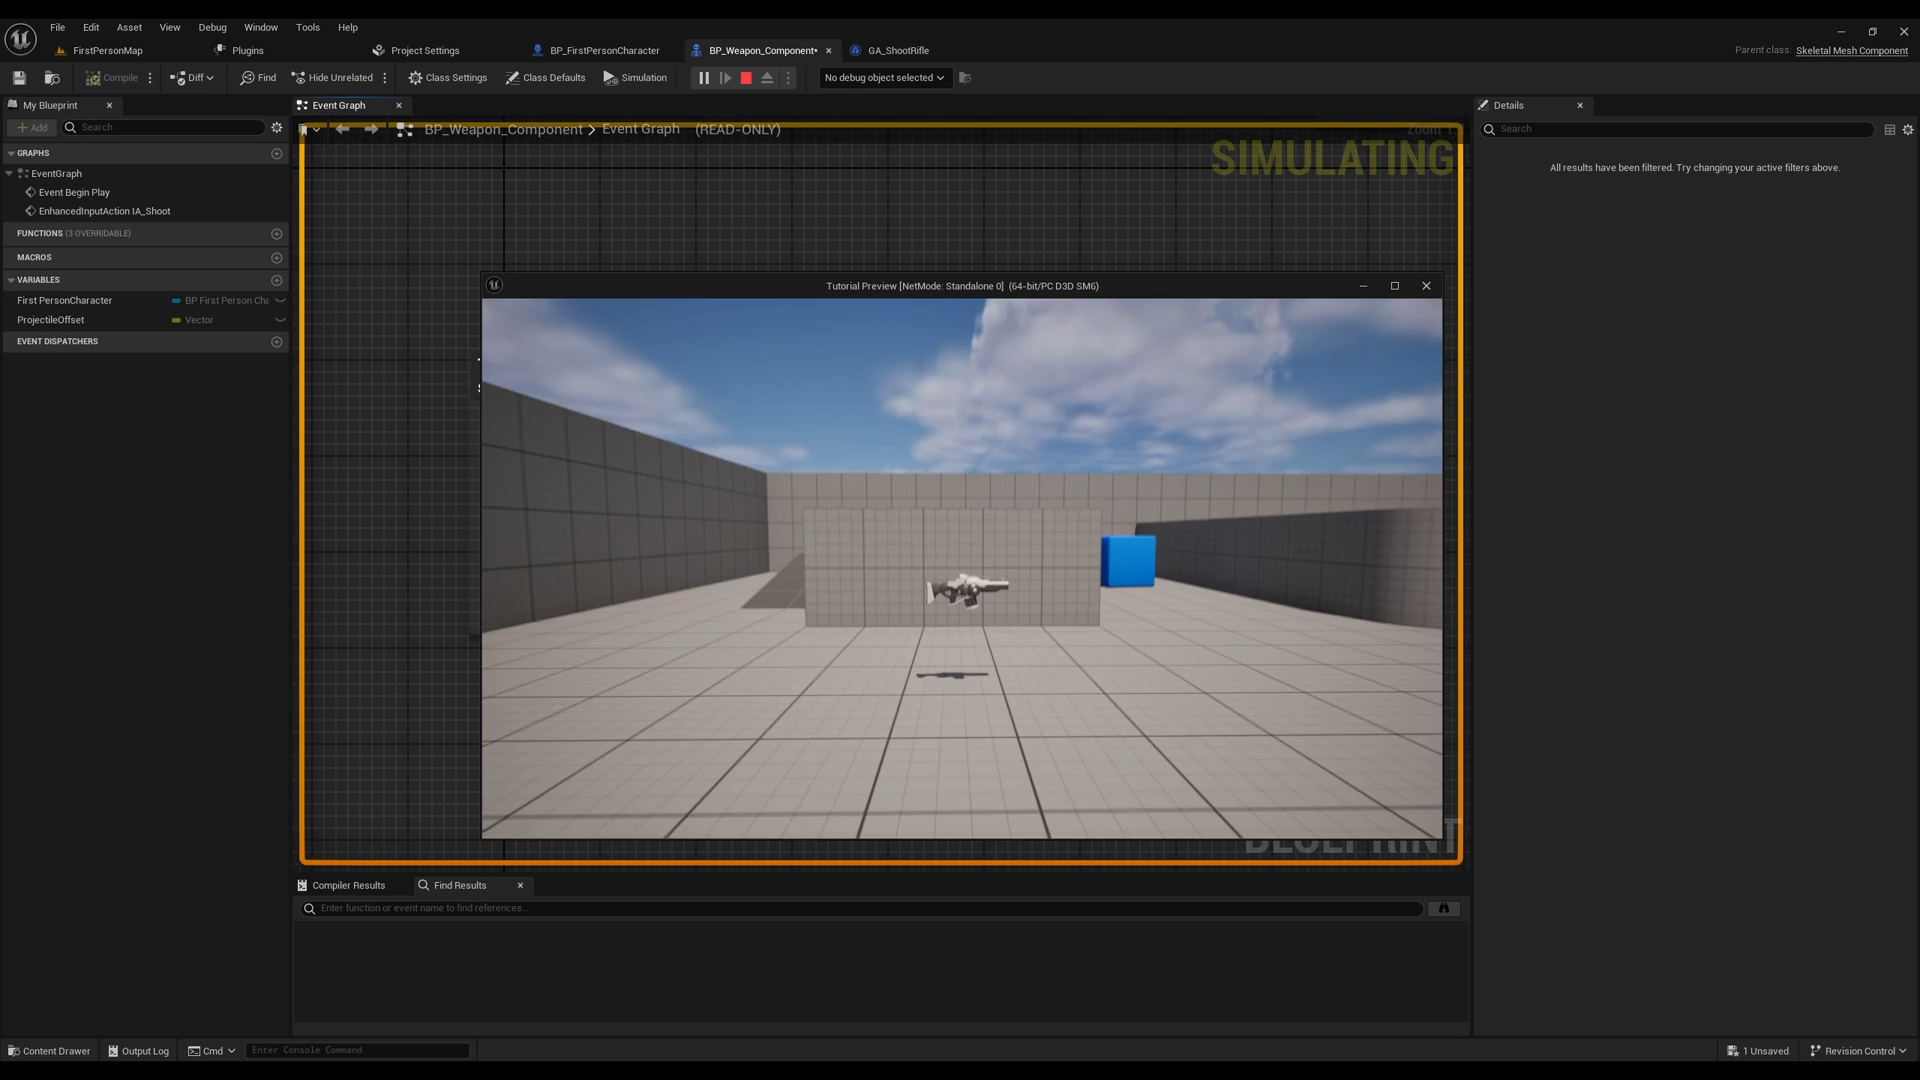 File Edit Asset View Debug Window Tools Help
FirstPersonMap Plugins Project Settings BP_FirstPersonCharacter BP_Weapon_Component* GA_ShootRifle Parent class: Skeletal Mesh Component
Compile Diff Find Hide Unrelated Class Settings Class Defaults Simulation No debug object selected
My Blueprint Event Graph Details
Add Search
BP_Weapon_Component > Event Graph (READ-ONLY)
Search
SIMULATING
All results have been filtered. Try changing your active filters above.
GRAPHS
EventGraph
Event Begin Play
EnhancedInputAction IA_Shoot
FUNCTIONS (3 OVERRIDABLE)
MACROS
VARIABLES
First PersonCharacter BP First Person Cha
ProjectileOffset Vector
EVENT DISPATCHERS
Tutorial Preview [NetMode: Standalone 0] (64-bit/PC D3D SM6)
Compiler Results Find Results
Enter function or event name to find references...
Content Drawer Output Log Cmd Enter Console Command 1 Unsaved Revision Control